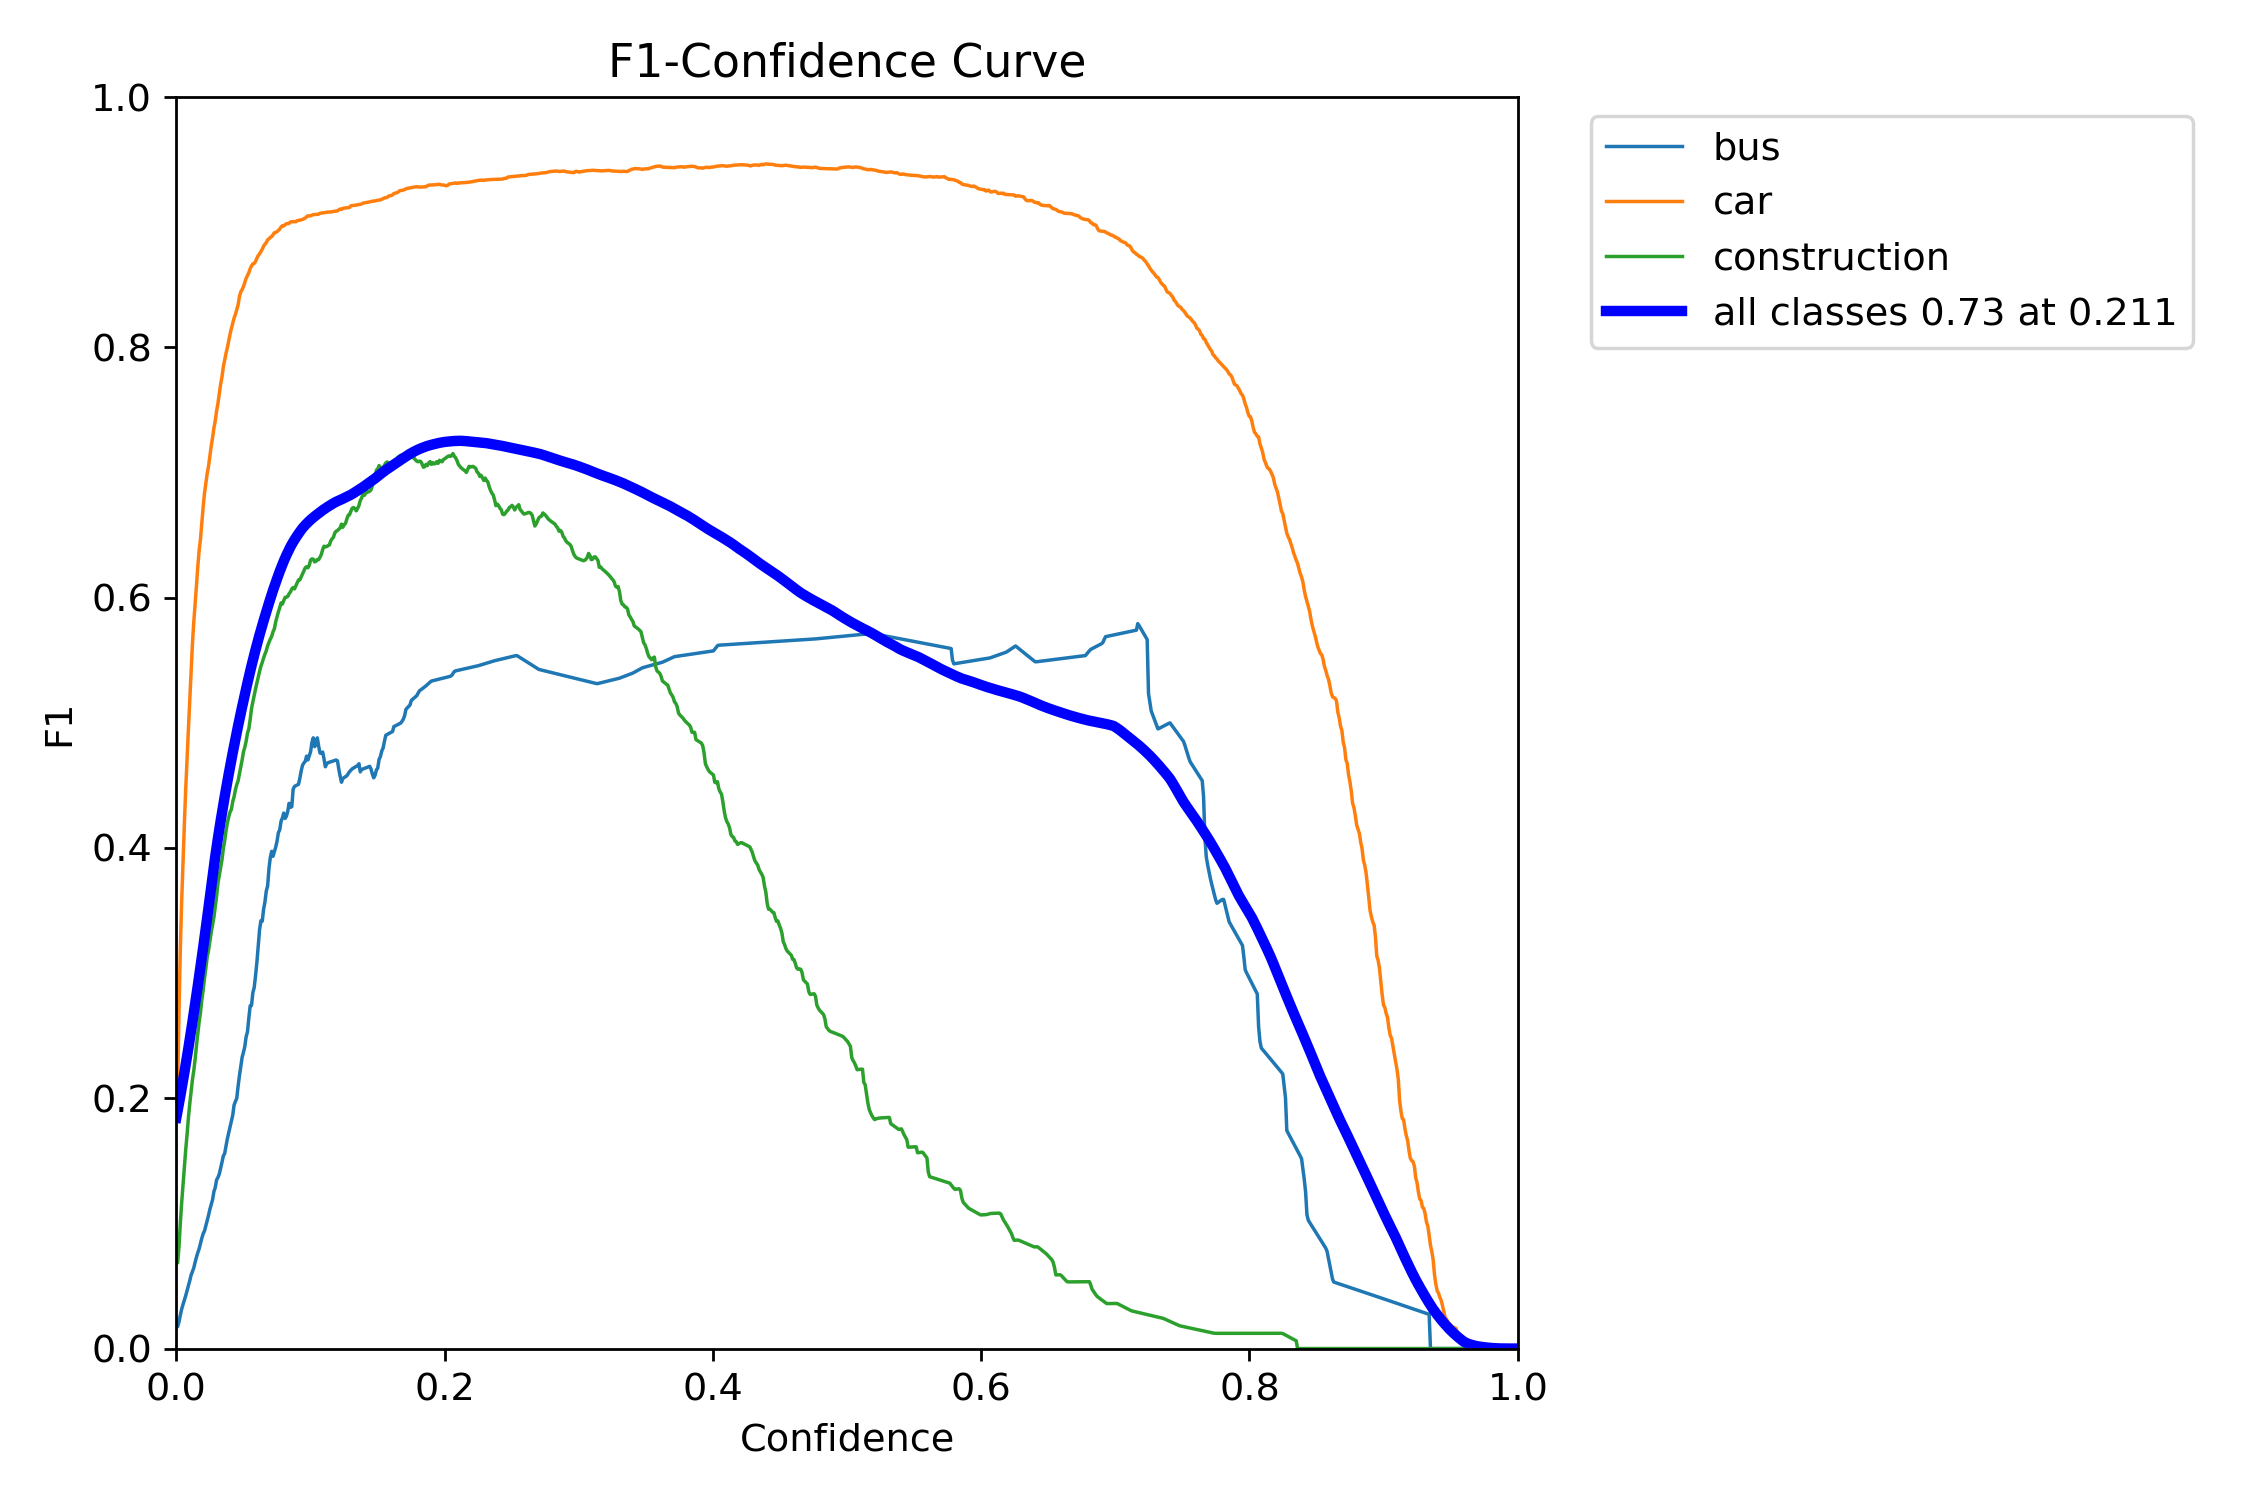 F1-Confidence Curve
1.0
0.8
0.6
0.4
0.2
0.0
F1
0.0 0.2 0.4 0.6 0.8 1.0
Confidence
bus
car
construction
all classes 0.73 at 0.211